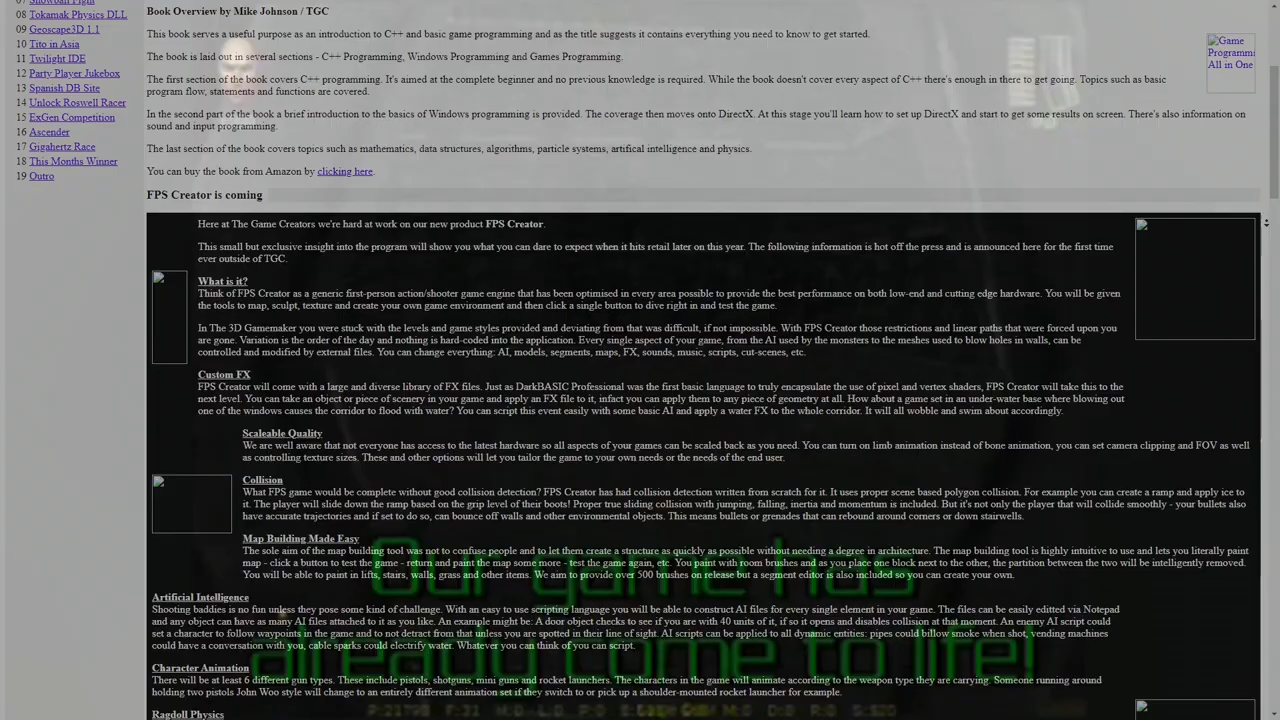 07 Snowball Fight
08 Tokamak Physics DLL
09 Geoscape3D 1.1
10 Tito in Asia
11 Twilight IDE
12 Party Player Jukebox
13 Spanish DB Site
14 Unlock Roswell Racer
15 ExGen Competition
16 Ascender
17 Gigahertz Race
18 This Months Winner
19 Outro
Book Overview by Mike Johnson / TGC
This book serves a useful purpose as an introduction to C++ and basic game programming and as the title suggests it contains everything you need to know to get started.
The book is laid out in several sections - C++ Programming, Windows Programming and Games Programming.
The first section of the book covers C++ programming. It's aimed at the complete beginner and no previous knowledge is required. While the book doesn't cover every aspect of C++ there's enough in there to get going. Topics such as basic
program flow, statements and functions are covered.
In the second part of the book a brief introduction to the basics of Windows programming is provided. The coverage then moves onto DirectX. At this stage you'll learn how to set up DirectX and start to get some results on screen. There's also information on
sound and input programming.
The last section of the book covers topics such as mathematics, data structures, algorithms, particle systems, artifical intelligence and physics.
You can buy the book from Amazon by clicking here.
Game
Programmi
All in One
FPS Creator is coming
Here at The Game Creators we're hard at work on our new product FPS Creator.
This small but exclusive insight into the program will show you what you can dare to expect when it hits retail later on this year. The following information is hot off the press and is announced here for the first time
ever outside of TGC.
What is it?
Think of FPS Creator as a generic first-person action/shooter game engine that has been optimised in every area possible to provide the best performance on both low-end and cutting edge hardware. You will be given
the tools to map, sculpt, texture and create your own game environment and then click a single button to dive right in and test the game.
In The 3D Gamemaker you were stuck with the levels and game styles provided and deviating from that was difficult, if not impossible. With FPS Creator those restrictions and linear paths that were forced upon you
are gone. Variation is the order of the day and nothing is hard-coded into the application. Every single aspect of your game, from the AI used by the monsters to the meshes used to blow holes in walls, can be
controlled and modified by external files. You can change everything: AI, models, segments, maps, FX, sounds, music, scripts, cut-scenes, etc.
Custom FX
FPS Creator will come with a large and diverse library of FX files. Just as DarkBASIC Professional was the first basic language to truly encapsulate the use of pixel and vertex shaders, FPS Creator will take this to the
next level. You can take an object or piece of scenery in your game and apply an FX file to it, infact you can apply them to any piece of geometry at all. How about a game set in an under-water base where blowing out
one of the windows causes the corridor to flood with water? You can script this event easily with some basic AI and apply a water FX to the whole corridor. It will all wobble and swim about accordingly.
Scaleable Quality
We are well aware that not everyone has access to the latest hardware so all aspects of your games can be scaled back as you need. You can turn on limb animation instead of bone animation, you can set camera clipping and FOV as well
as controlling texture sizes. These and other options will let you tailor the game to your own needs or the needs of the end user.
Collision
What FPS game would be complete without good collision detection? FPS Creator has had collision detection written from scratch for it. It uses proper scene based polygon collision. For example you can create a ramp and apply ice to
it. The player will slide down the ramp based on the grip level of their boots! Proper true sliding collision with jumping, falling, inertia and momentum is included. But it's not only the player that will collide smoothly - your bullets also
have accurate trajectories and if set to do so, can bounce off walls and other environmental objects. This means bullets or grenades that can rebound around corners or down stairwells.
Map Building Made Easy
The sole aim of the map building tool was not to confuse people and to let them create a structure as quickly as possible without needing a degree in architecture. The map building tool is highly intuitive to use and lets you literally paint
map - click a button to test the game - return and paint the map some more - test the game again, etc. You paint with room brushes and as you place one block next to the other, the partition between the two will be intelligently removed.
You will be able to paint in lifts, stairs, walls, grass and other items. We aim to provide over 500 brushes on release but a segment editor is also included so you can create your own.
Artificial Intelligence
Shooting baddies is no fun unless they pose some kind of challenge. With an easy to use scripting language you will be able to construct AI files for every single element in your game. The files can be easily editted via Notepad
and any object can have as many AI files attached to it as you like. An example might be: A door object checks to see if you are with 40 units of it, if so it opens and disables collision at that moment. An enemy AI script could
set a character to follow waypoints in the game and to not detract from that unless you are spotted in their line of sight. AI scripts can be applied to all dynamic entities: pipes could billow smoke when shot, vending machines
could have a conversation with you, cable sparks could electrify water. Whatever you can think of you can script.
Character Animation
There will be at least 6 different gun types. These include pistols, shotguns, mini guns and rocket launchers. The characters in the game will animate according to the weapon type they are carrying. Someone running around
holding two pistols John Woo style will change to an entirely different animation set if they switch to or pick up a shoulder-mounted rocket launcher for example.
Ragdoll Physics
Our game has
already come to life!